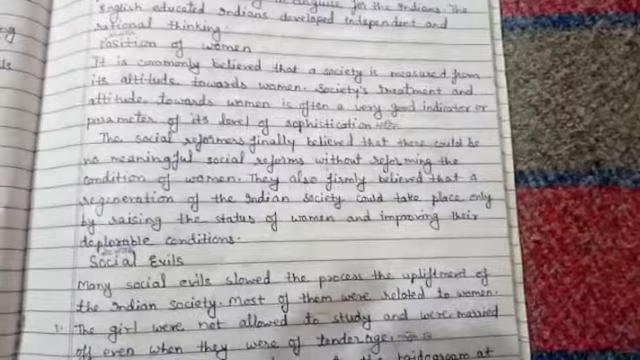 for the Indians. The
English educated Indians developed independent and
rational thinking.
Position of women
It is commonly believed that a society is measured from
its attitude towards women. Society's treatment and
attitude towards women is often a very good indicator or
parameter of its level of sophistication
The social reformers finally believed that there could be
no meaningful social reforms without reforming the
condition of women. They also firmly believed that a
regeneration of the Indian society could take place only
by raising the status of women and improving their
deplorable conditions.
Social Evils
Many social evils slowed the process the upliftment of
the Indian society. Most of them were related to women.
1. The girl were not allowed to study and were married
off even when they were of tender age.
at